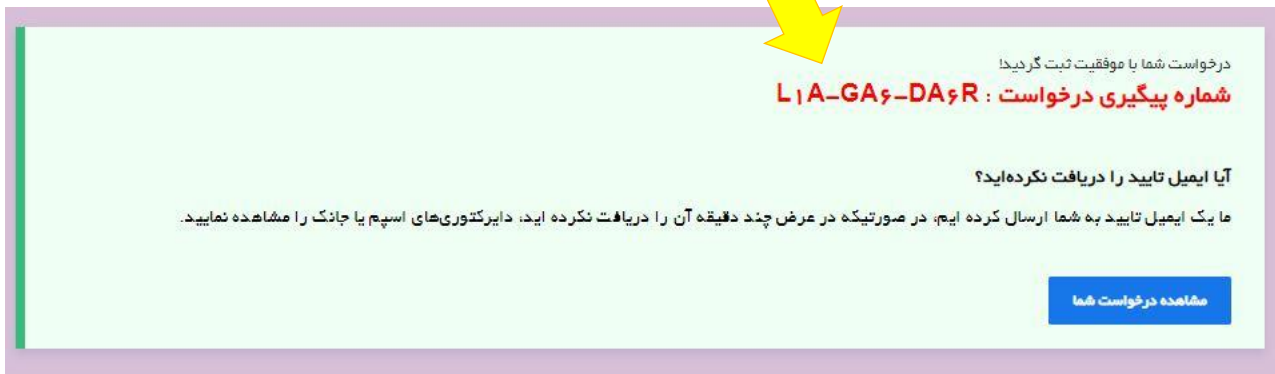 درخواست شما با موفقیت ثبت گردید!
شماره پیگیری درخواست : L۱A-GA۶-DA۶R
آیا ایمیل تایید را دریافت نکرده‌اید؟
ما یک ایمیل تایید به شما ارسال کرده ایم، در صورتیکه در عرض چند دقیقه آن را دریافت نکرده اید، دایرکتوری‌های اسپم یا جانک را مشاهده نمایید.
مشاهده درخواست شما